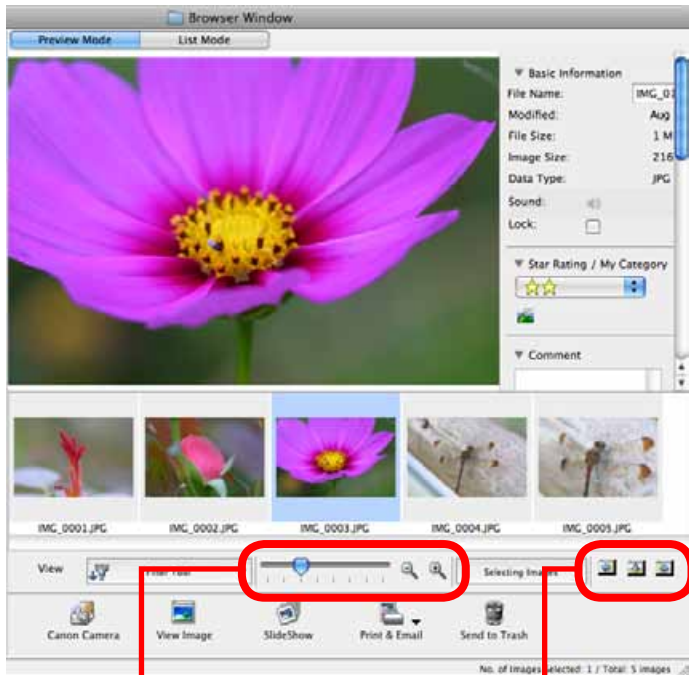 Browser Window
Preview Mode List Mode
Basic Information
File Name: IMG_01
Modified: Aug
File Size: 1 M
Image Size: 216
Data Type: JPG
Sound:
Lock:
Star Rating / My Category
Comment
IMG_0001.JPG IMG_0002.JPG IMG_0003.JPG IMG_0004.JPG IMG_0005.JPG
View Filter Tool Selecting Images
Canon Camera View Image SlideShow Print & Email Send to Trash
No. of Images Selected: 1 / Total: 5 images